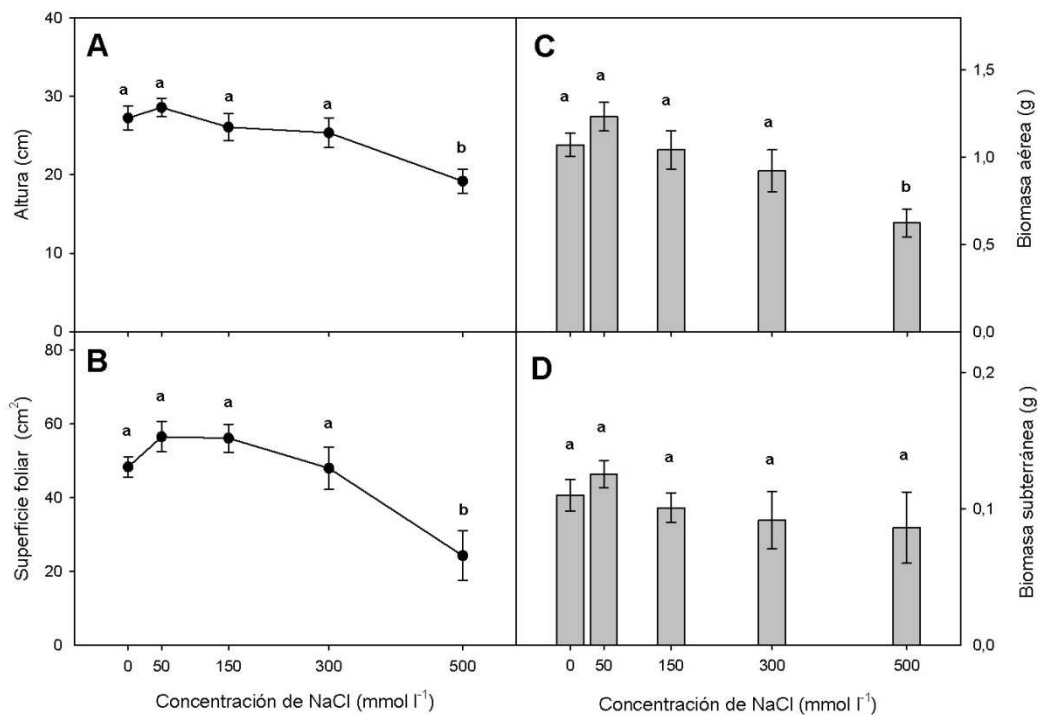 A
Altura (cm)
40
30
20
10
0
a
a
a
a
b
B
Superficie foliar (cm²)
80
60
40
20
0
a
a
a
a
b
0
50
150
300
500
Concentración de NaCl (mmol l⁻¹)
C
Biomasa aérea (g)
1,5
1,0
0,5
0,0
a
a
a
a
b
D
Biomasa subterránea (g)
0,2
0,1
0,0
a
a
a
a
a
0
50
150
300
500
Concentración de NaCl (mmol l⁻¹)